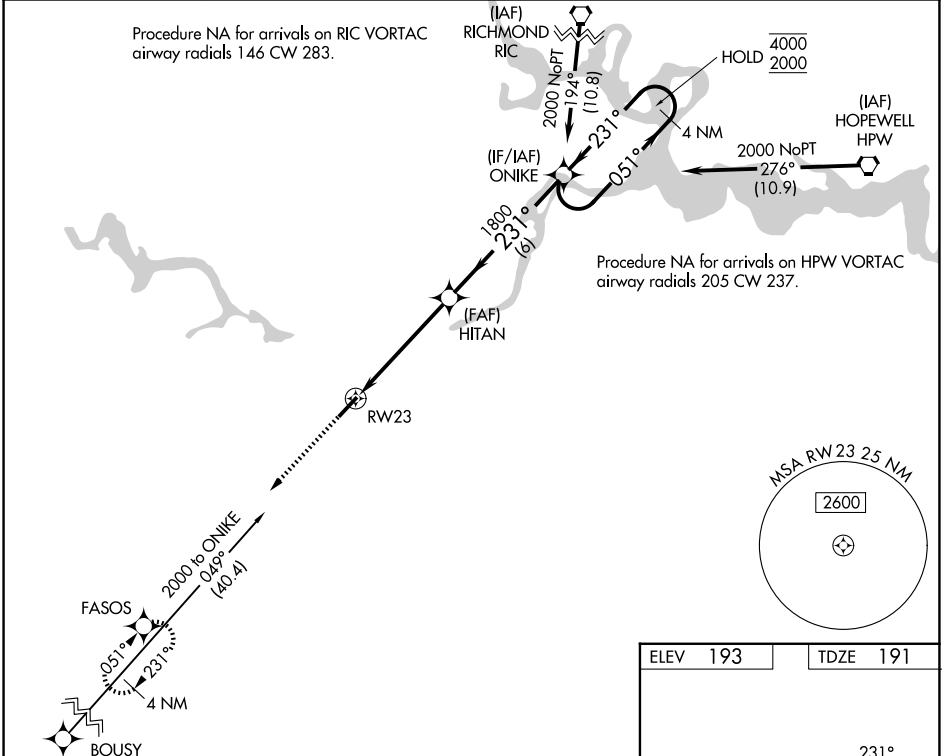 Procedure NA for arrivals on RIC VORTAC
airway radials 146 CW 283.
(IAF)
RICHMOND
RIC
2000 NoPT
194°
(10.8)
HOLD 4000
2000
4 NM
231°
051°
(IAF)
HOPEWELL
HPW
2000 NoPT
276°
(10.9)
(IF/IAF)
ONIKE
1800
231°
(6)
Procedure NA for arrivals on HPW VORTAC
airway radials 205 CW 237.
(FAF)
HITAN
RW23
MSA RW23 25 NM
2600
2000 to ONIKE
049°
(40.4)
FASOS
051°
231°
4 NM
BOUSY
ELEV 193
TDZE 191
231°